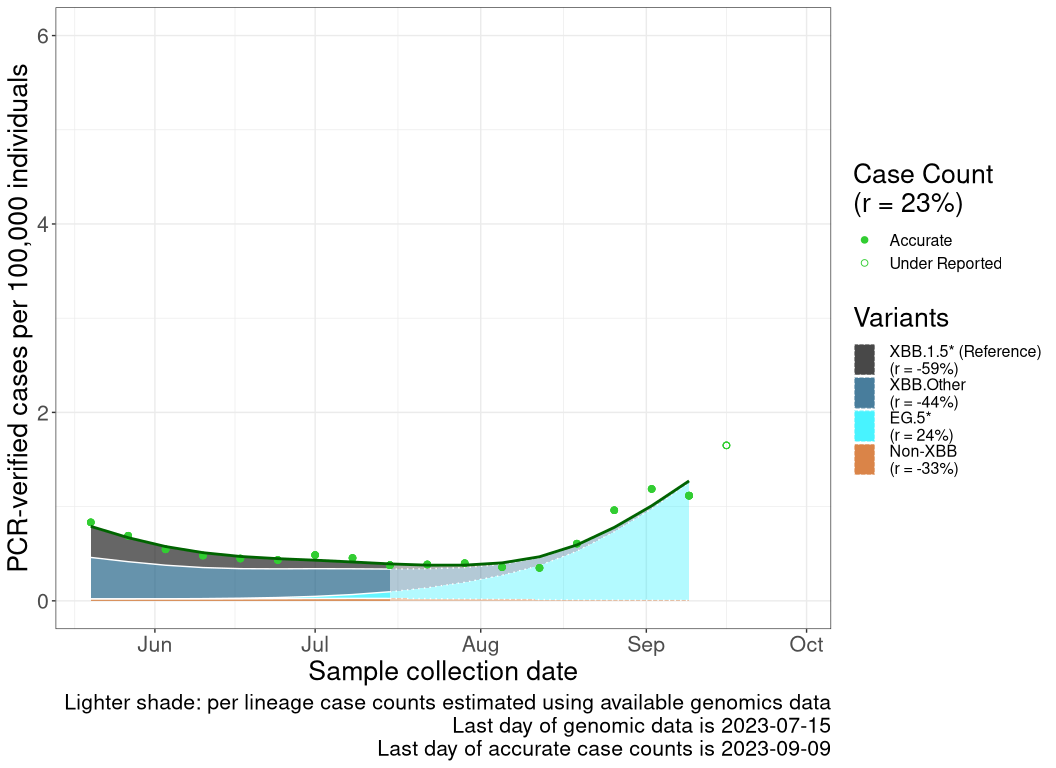 PCR-verified cases per 100,000 individuals
6
4
2
0
Jun Jul Aug Sep Oct
Sample collection date
Lighter shade: per lineage case counts estimated using available genomics data
Last day of genomic data is 2023-07-15
Last day of accurate case counts is 2023-09-09
Case Count
(r = 23%)
Accurate
Under Reported
Variants
XBB.1.5* (Reference)
(r = -59%)
XBB.Other
(r = -44%)
EG.5*
(r = 24%)
Non-XBB
(r = -33%)